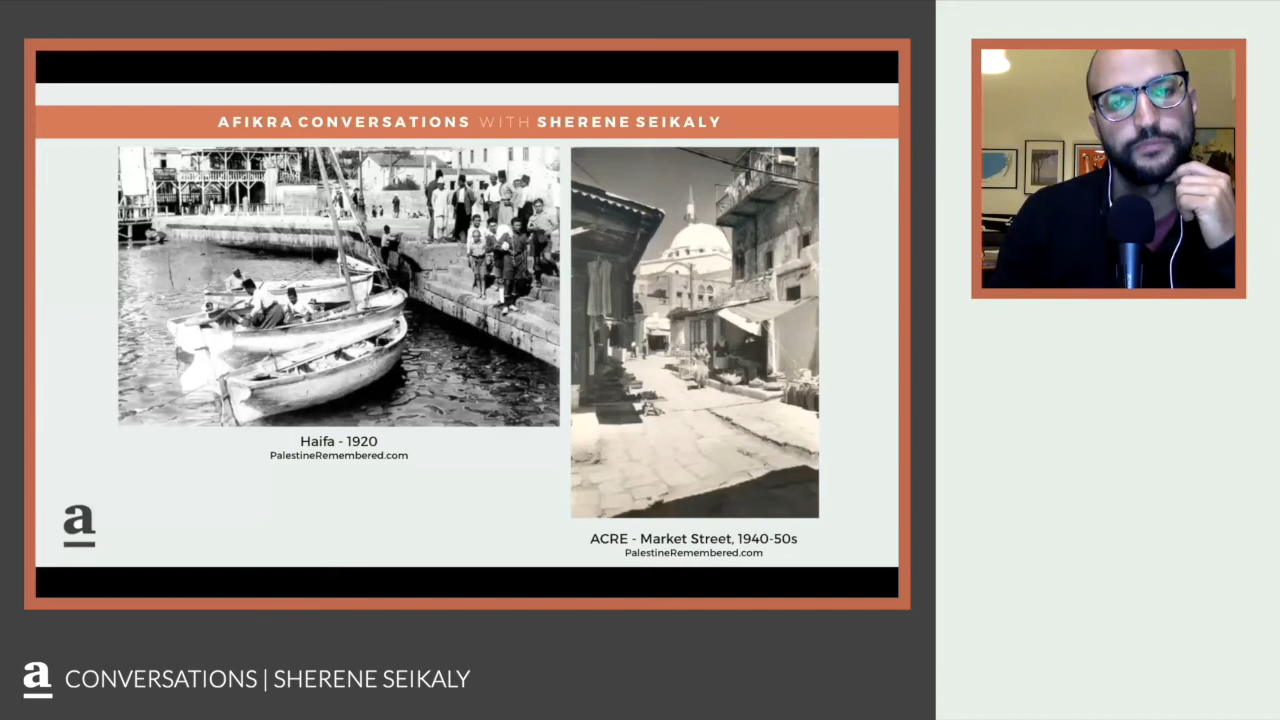 AFIKRA CONVERSATIONS WITH SHERENE SEIKALY
Haifa - 1920
PalestineRemembered.com
a
ACRE - Market Street, 1940-50s
PalestineRemembered.com
a CONVERSATIONS | SHERENE SEIKALY